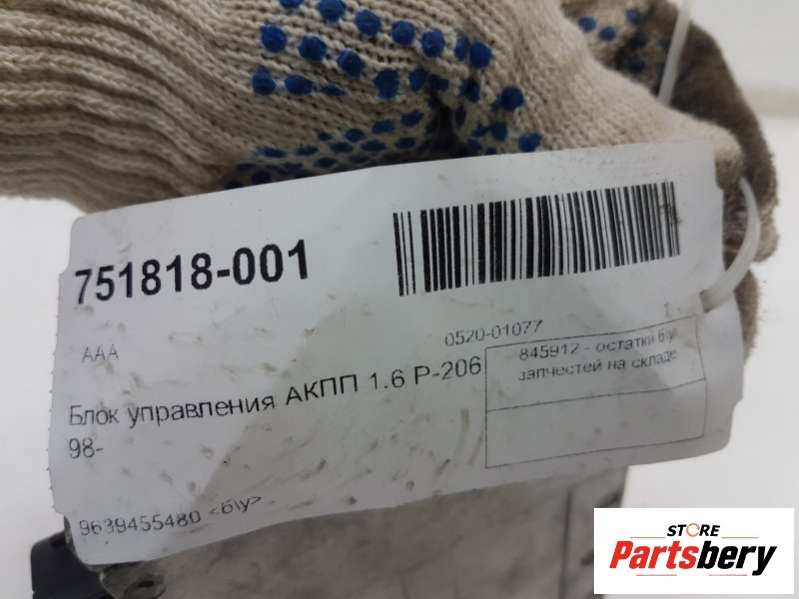 751818-001
AAA
0520-01077
1
Блок управления АКПП 1.6 P-206
98-
845912 - остатки б\у
запчастей на складе
9639455480 <б\у>
STORE
Partsbery